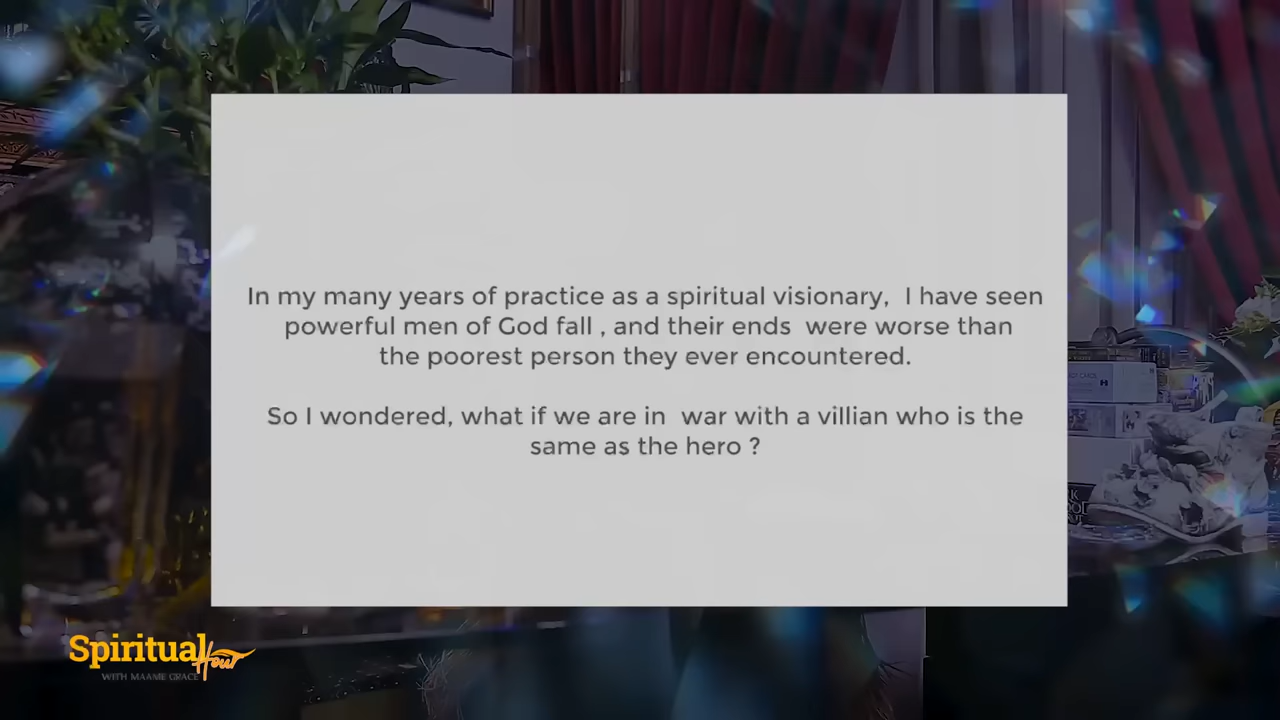 In my many years of practice as a spiritual visionary, I have seen
powerful men of God fall , and their ends were worse than
the poorest person they ever encountered.
So I wondered, what if we are in war with a villian who is the
same as the hero ?
Spiritual Hour
WITH MAAME GRACE